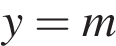 y = m